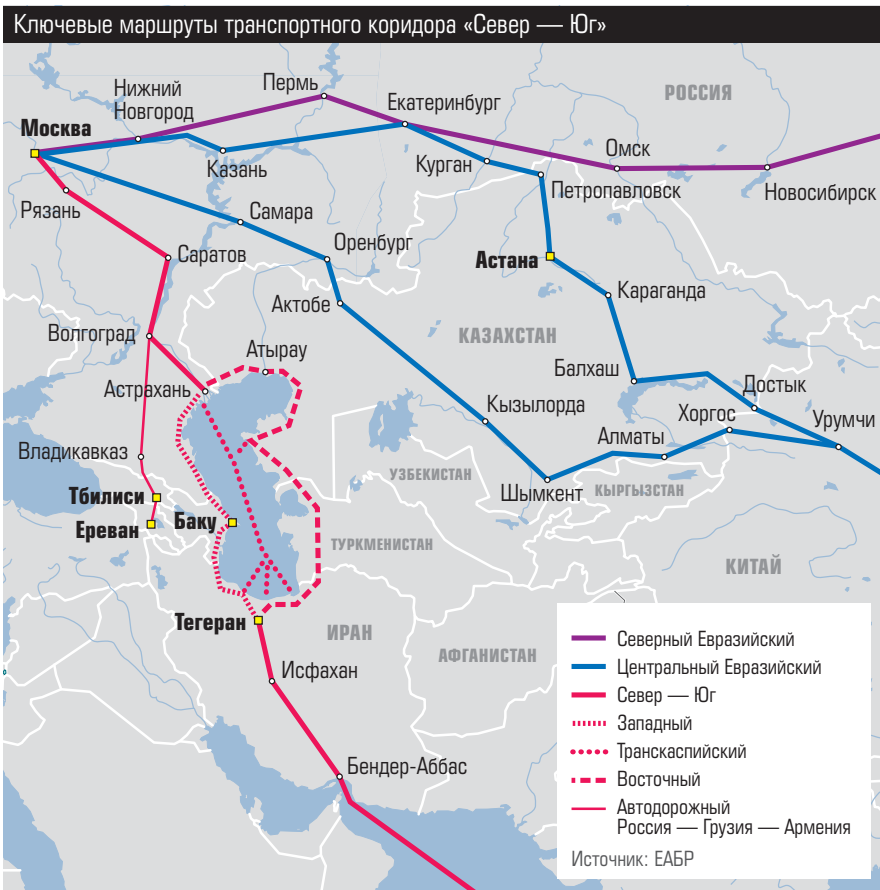 Ключевые маршруты транспортного коридора «Север — Юг»
Нижний
Новгород
Пермь
Екатеринбург
РОССИЯ
Москва
Казань
Курган
Омск
Петропавловск
Новосибирск
Рязань
Самара
Саратов
Оренбург
Астана
Актобе
Караганда
Волгоград
Атырау
КАЗАХСТАН
Балхаш
Достык
Астрахань
Кызылорда
Хоргос
Урумчи
Алматы
Владикавказ
УЗБЕКИСТАН
Шымкент
КЫРГЫЗСТАН
Тбилиси
Ереван
Баку
ТУРКМЕНИСТАН
КИТАЙ
Тегеран
ИРАН
АФГАНИСТАН
Исфахан
Бендер-Аббас
Северный Евразийский
Центральный Евразийский
Север — Юг
Западный
Транскаспийский
Восточный
Автодорожный
Россия — Грузия — Армения
Источник: ЕАБР